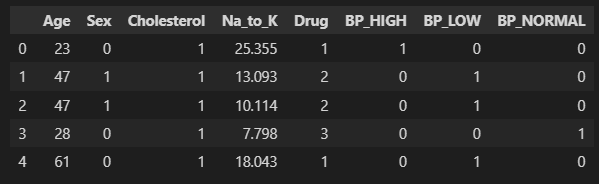 Age Sex Cholesterol Na_to_K Drug BP_HIGH BP_LOW BP_NORMAL
0 23 0 1 25.355 1 1 0 0
1 47 1 1 13.093 2 0 1 0
2 47 1 1 10.114 2 0 1 0
3 28 0 1 7.798 3 0 0 1
4 61 0 1 18.043 1 0 1 0